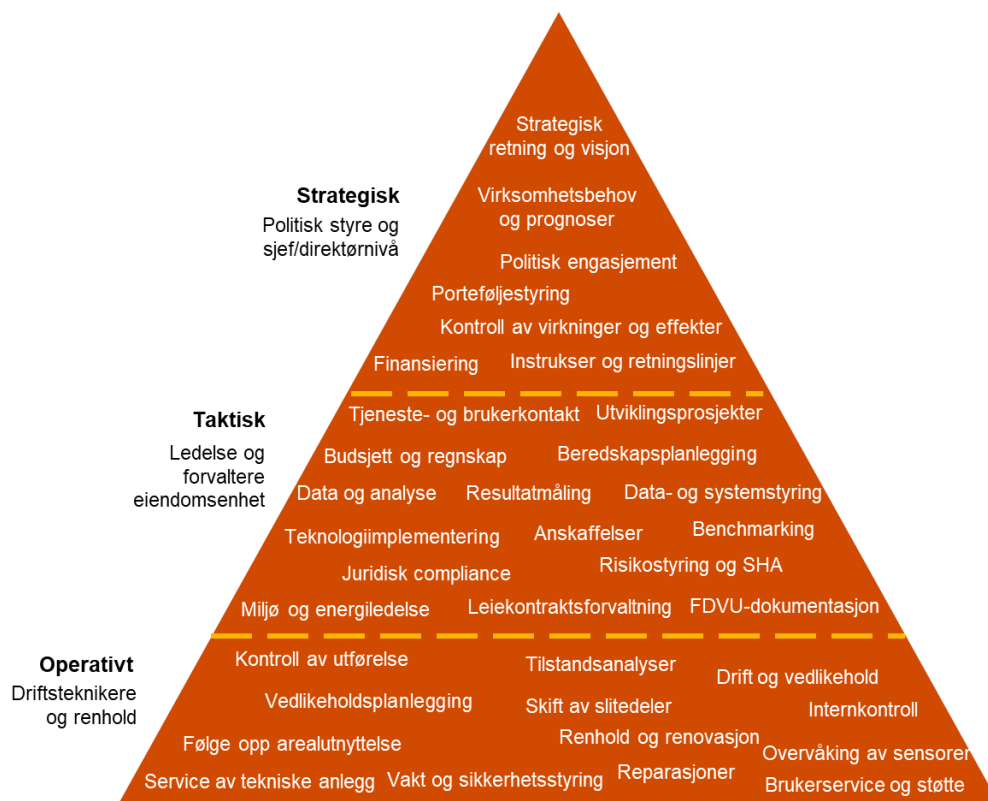 Strategisk
retning og visjon
Strategisk
Politisk styre og
sjef/direktørnivå
Virksomhetsbehov
og prognoser
Politisk engasjement
Porteføljestyring
Kontroll av virkninger og effekter
Finansiering
Instrukser og retningslinjer
Taktisk
Ledelse og
forvaltere
eiendomsenhet
Tjeneste- og brukerkontakt
Utviklingsprosjekter
Budsjett og regnskap
Beredskapsplanlegging
Data og analyse
Resultatmåling
Data- og systemstyring
Teknologiimplementering
Anskaffelser
Benchmarking
Juridisk compliance
Risikostyring og SHA
Miljø og energiledelse
Leiekontraktsforvaltning
FDVU-dokumentasjon
Operativt
Driftsteknikere
og renhold
Kontroll av utførelse
Tilstandsanalyser
Drift og vedlikehold
Vedlikeholdsplanlegging
Skift av slitedeler
Internkontroll
Følge opp arealutnyttelse
Renhold og renovasjon
Overvåking av sensorer
Service av tekniske anlegg
Vakt og sikkerhetsstyring
Reparasjoner
Brukerservice og støtte